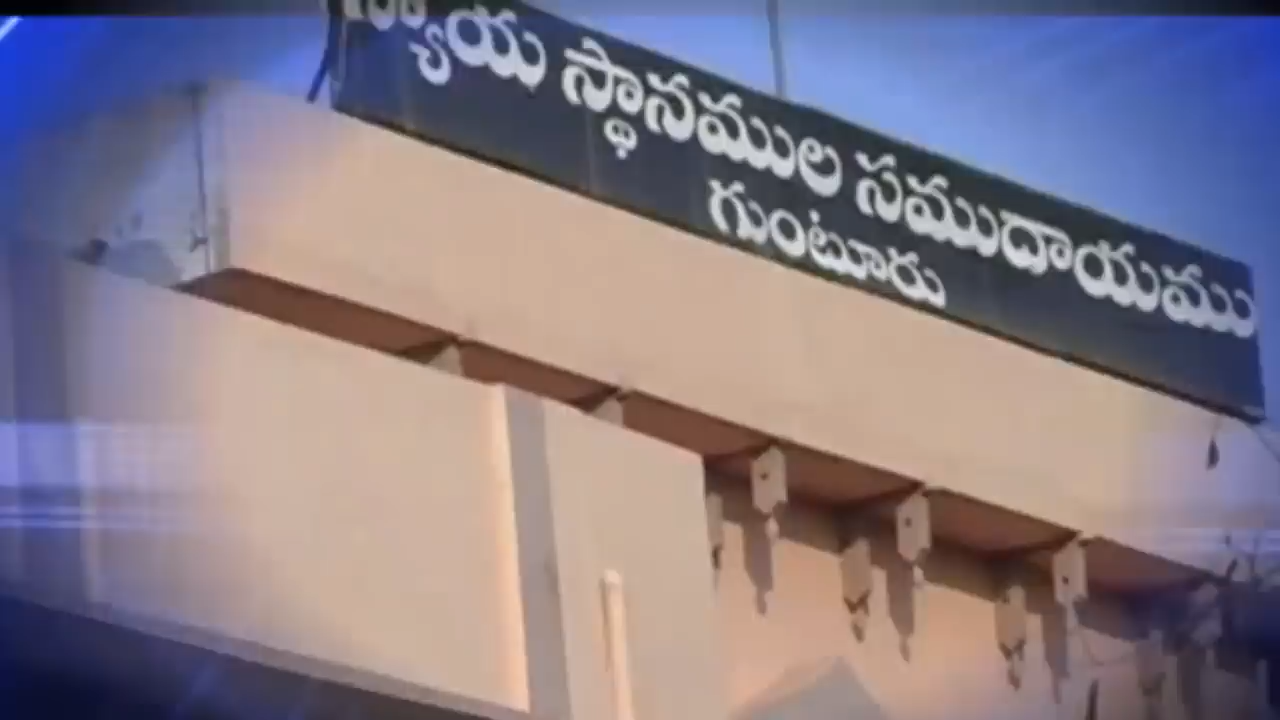 న్యాయ స్థానముల సముదాయము
గుంటూరు